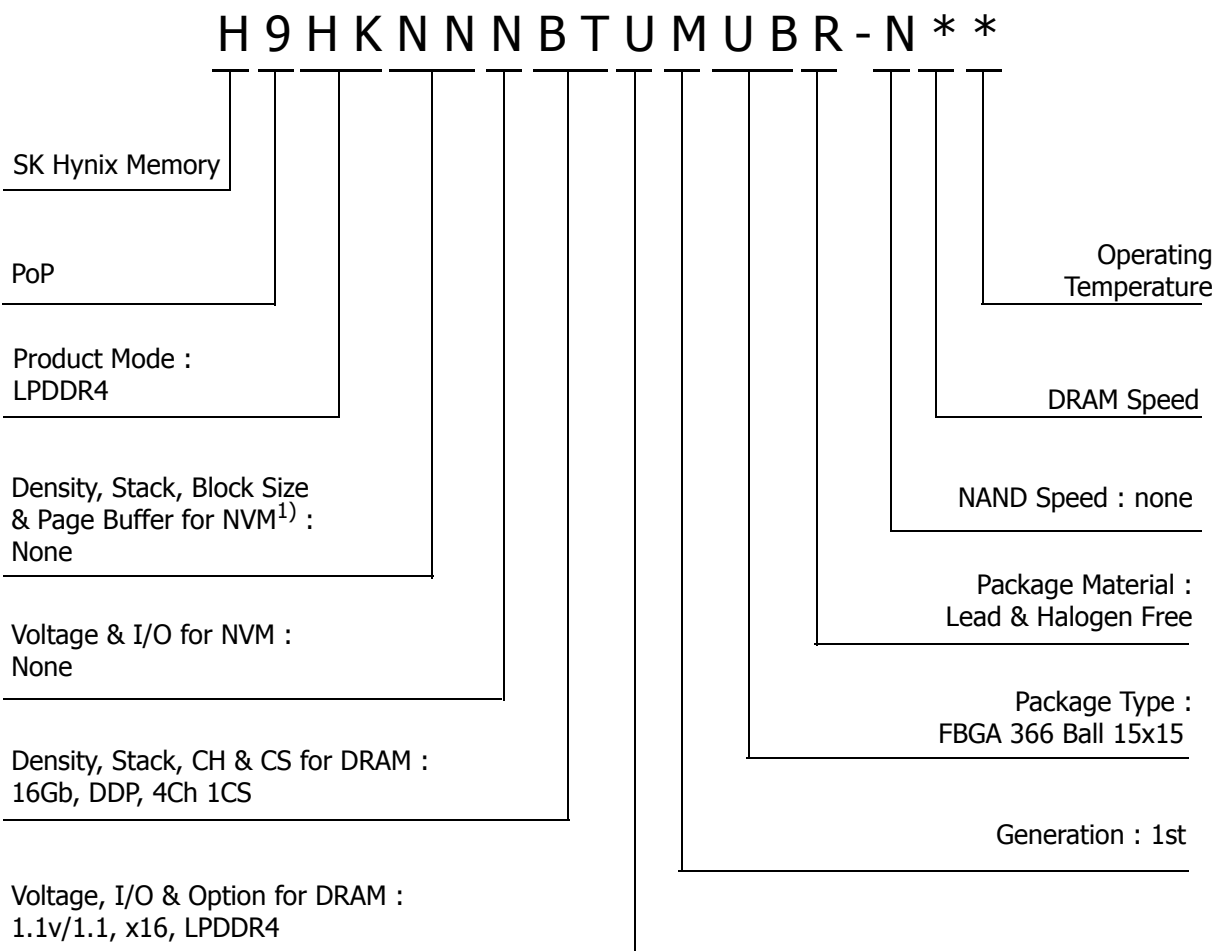 H9HKNNNBTUMUBR-N**
SK Hynix Memory
PoP
Product Mode :
LPDDR4
Density, Stack, Block Size
& Page Buffer for NVM1) :
None
Voltage & I/O for NVM :
None
Density, Stack, CH & CS for DRAM :
16Gb, DDP, 4Ch 1CS
Voltage, I/O & Option for DRAM :
1.1v/1.1, x16, LPDDR4
Operating
Temperature
DRAM Speed
NAND Speed : none
Package Material :
Lead & Halogen Free
Package Type :
FBGA 366 Ball 15x15
Generation : 1st